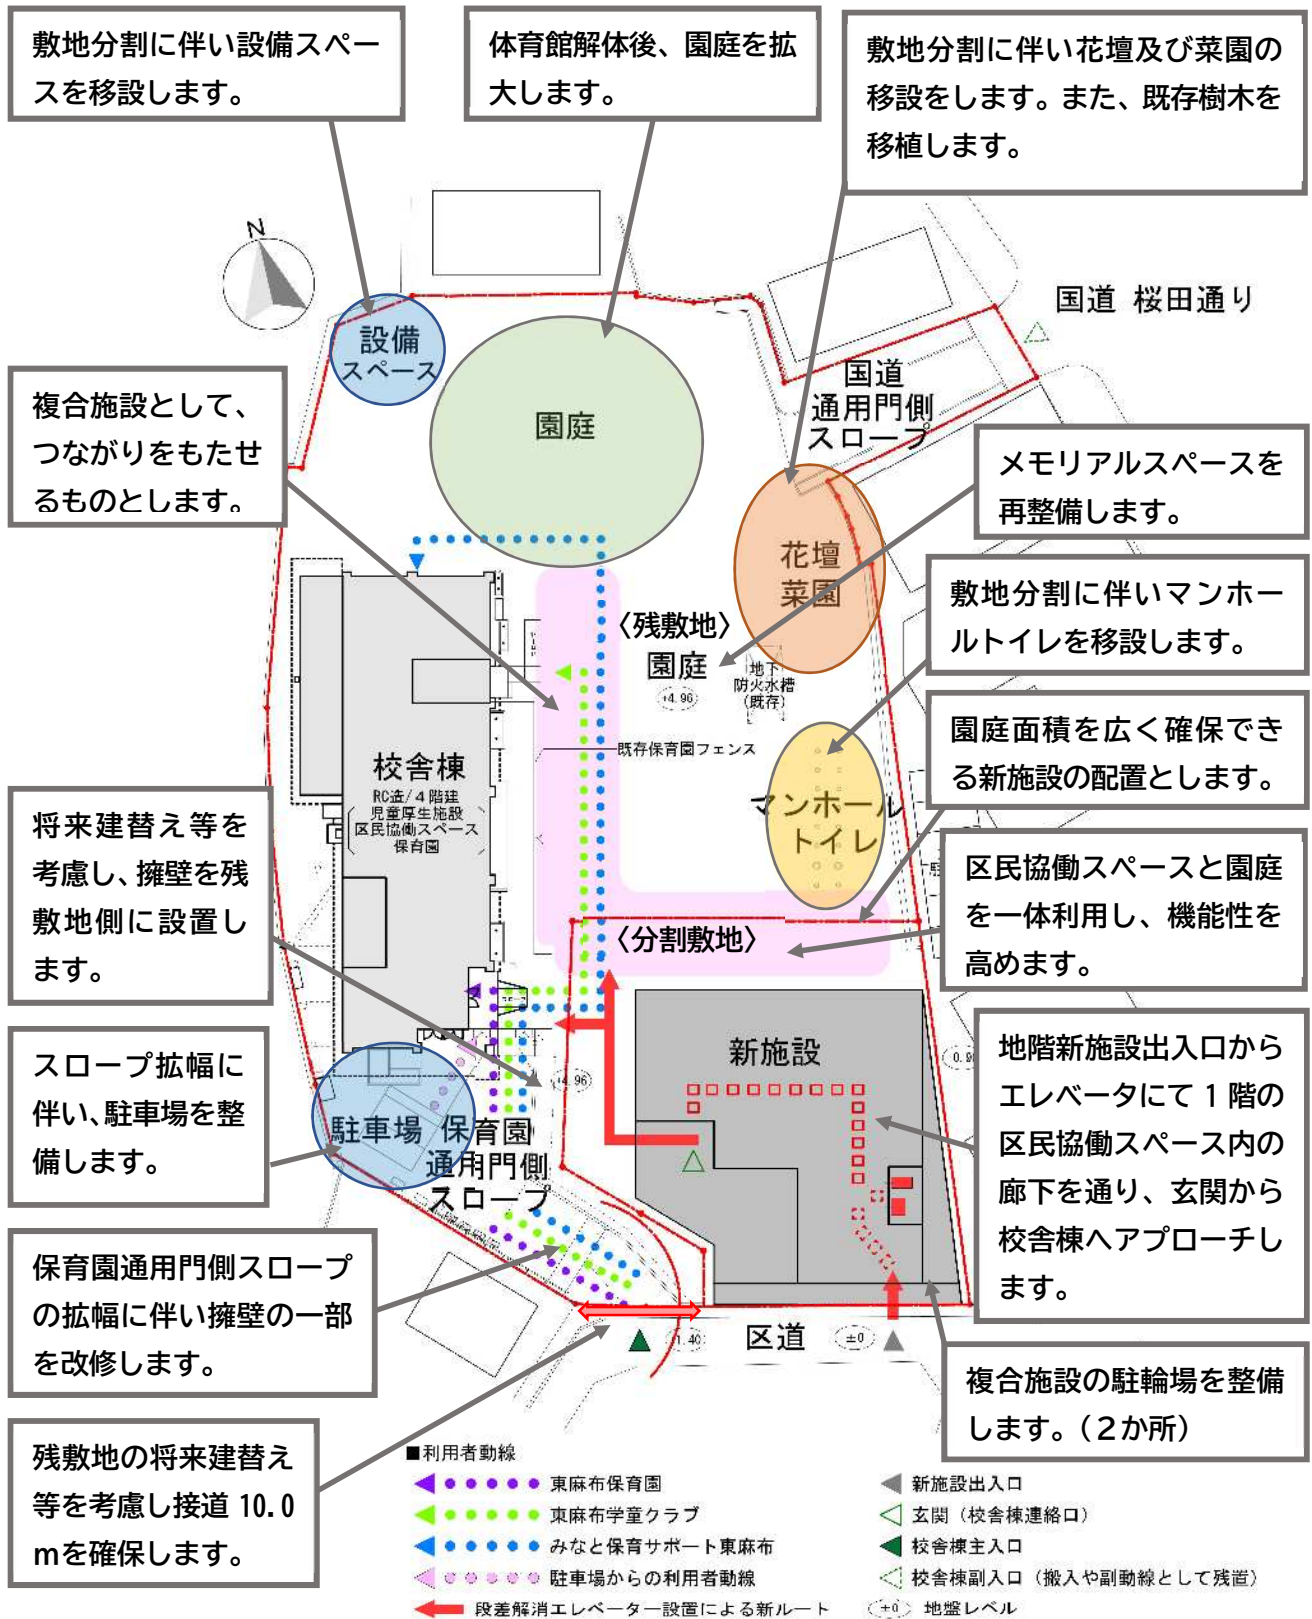 敷地分割に伴い設備スペー
スを移設します。
体育館解体後、園庭を拡
大します。
敷地分割に伴い花壇及び菜園の
移設をします。また、既存樹木を
移植します。
N
国道 桜田通り
設備
スペース
園庭
国道
通用門側
スロープ
複合施設として、
つながりをもたせ
るものとします。
メモリアルスペースを
再整備します。
花壇
菜園
敷地分割に伴いマンホー
ルトイレを移設します。
〈残敷地〉
園庭
+4.96
地下
防火水槽
(既存)
園庭面積を広く確保でき
る新施設の配置とします。
既存保育園フェンス
校舎棟
RC造/4階建
児童厚生施設
区民協働スペース
保育園
マンホール
トイレ
将来建替え等を
考慮し、擁壁を残
敷地側に設置し
ます。
区民協働スペースと園庭
を一体利用し、機能性を
高めます。
〈分割敷地〉
新施設
+4.96
地階新施設出入口から
エレベータにて1階の
区民協働スペース内の
廊下を通り、玄関から
校舎棟へアプローチし
ます。
スロープ拡幅に
伴い、駐車場を整
備します。
駐車場
保育園
通用門側
スロープ
保育園通用門側スロープ
の拡幅に伴い擁壁の一部
を改修します。
1.40
区道
±0
複合施設の駐輪場を整備
します。(2か所)
残敷地の将来建替え
等を考慮し接道10.0
mを確保します。
■利用者動線
東麻布保育園
東麻布学童クラブ
みなと保育サポート東麻布
駐車場からの利用者動線
段差解消エレベーター設置による新ルート
新施設出入口
玄関(校舎棟連絡口)
校舎棟主入口
校舎棟副入口(搬入や副動線として残置)
±0 地盤レベル